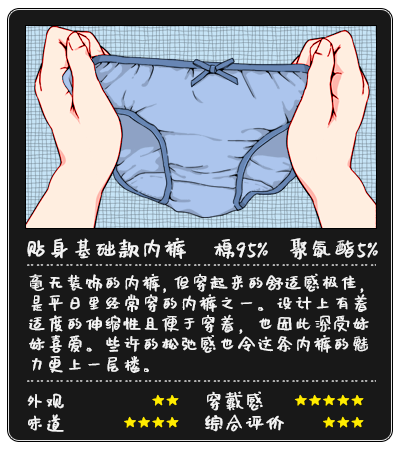 贴身基础款内裤 棉95% 聚氨酯5%
毫无装饰的内裤,但穿起来的舒适感极佳,
是平日里经常穿的内裤之一。设计上有着
适度的伸缩性且便于穿着,也因此深受妹
妹喜爱。些许的松弛感也令这条内裤的魅
力更上一层楼。
外观 ★★ 穿戴感 ★★★★★
味道 ★★★★ 综合评价 ★★★